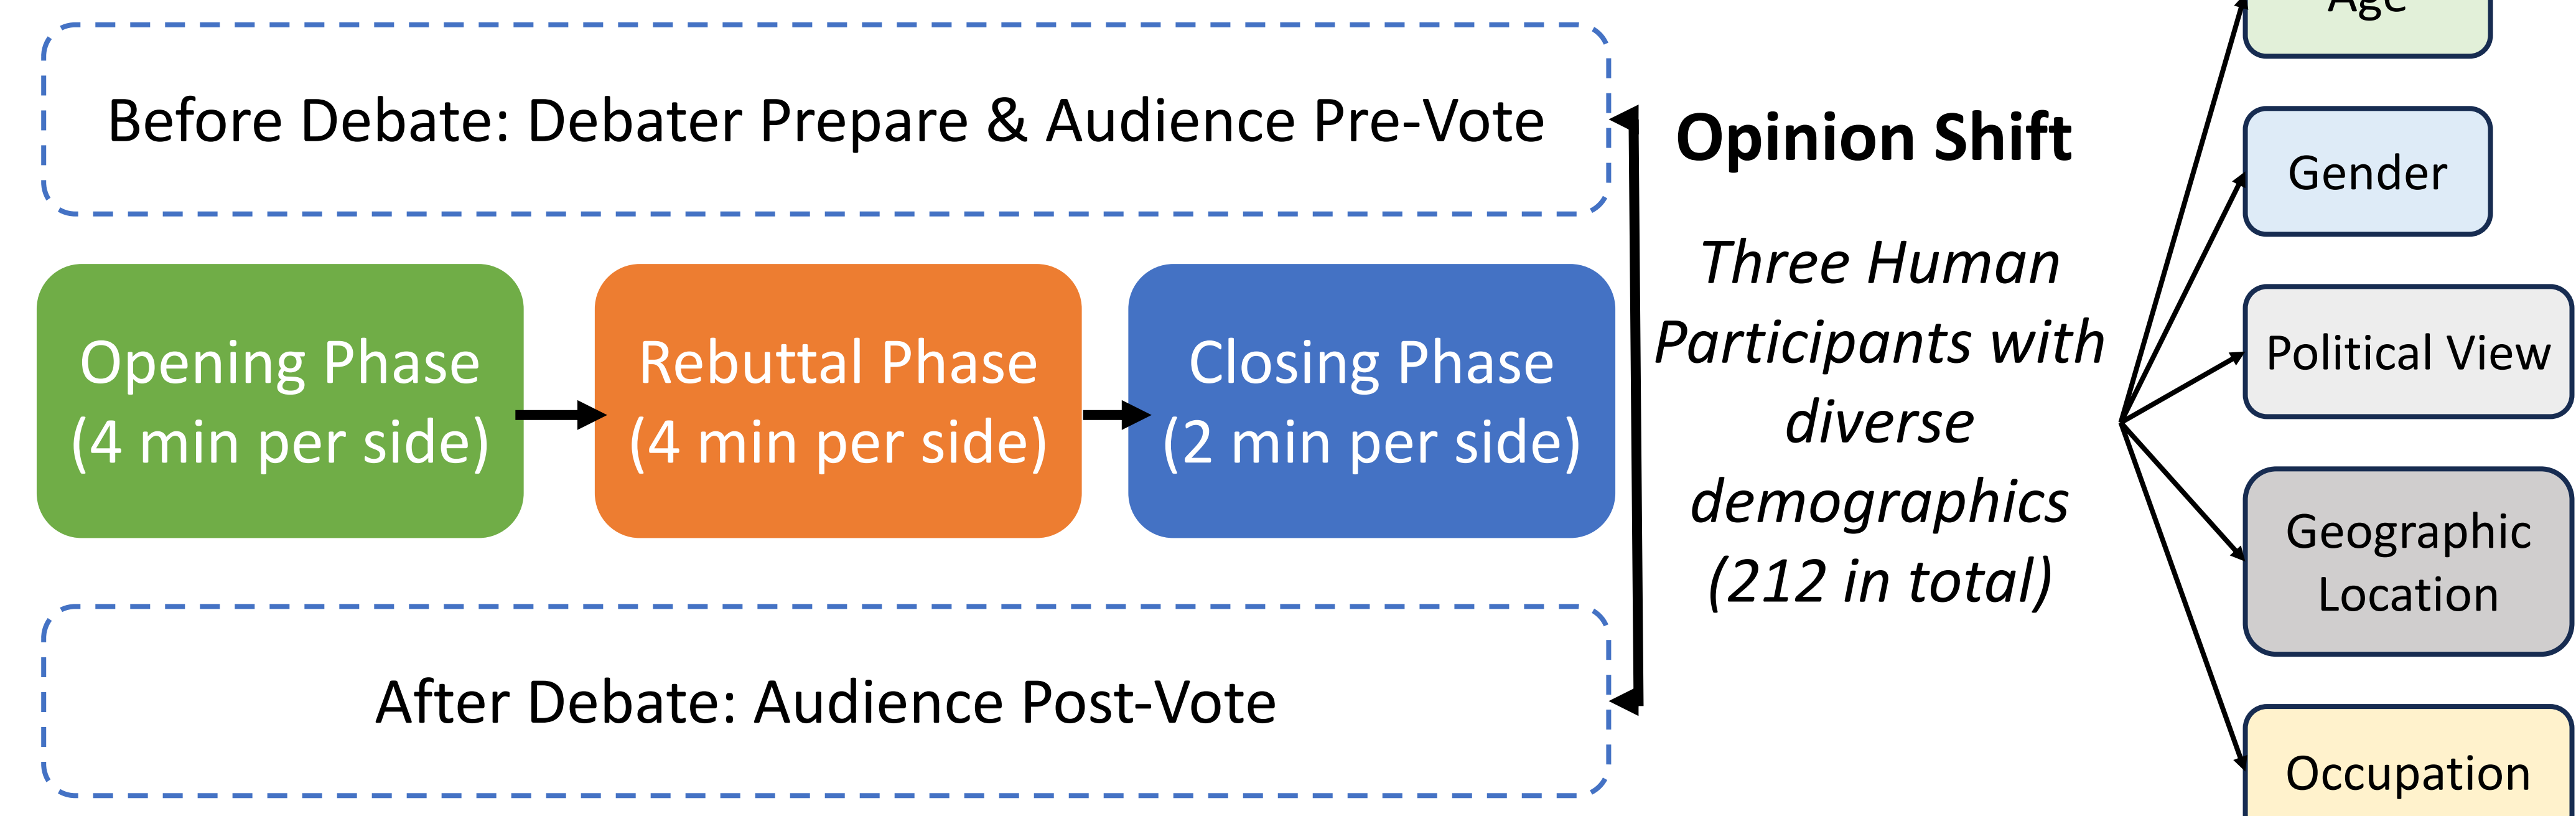 Before Debate: Debater Prepare & Audience Pre-Vote
Opening Phase
(4 min per side)
Rebuttal Phase
(4 min per side)
Closing Phase
(2 min per side)
After Debate: Audience Post-Vote
Opinion Shift
Three Human
Participants with
diverse
demographics
(212 in total)
Age
Gender
Political View
Geographic
Location
Occupation